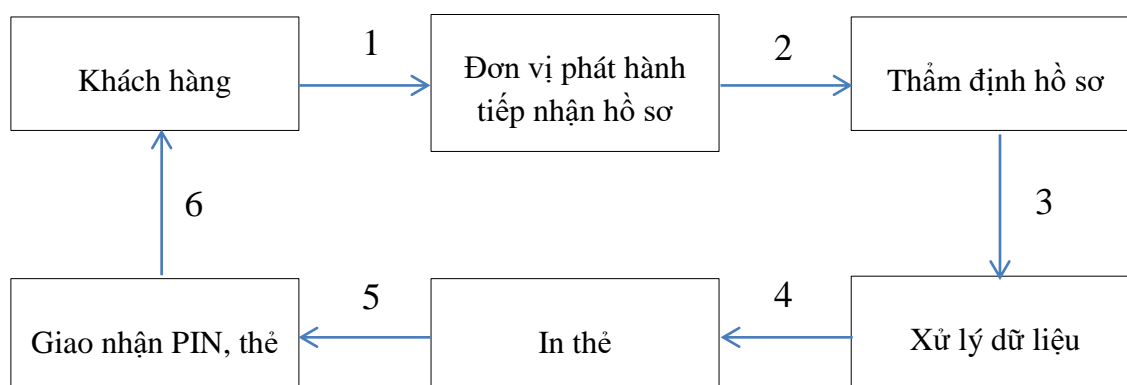 Khách hàng
1
Đơn vị phát hành
tiếp nhận hồ sơ
2
Thẩm định hồ sơ
3
Xử lý dữ liệu
4
In thẻ
5
Giao nhận PIN, thẻ
6